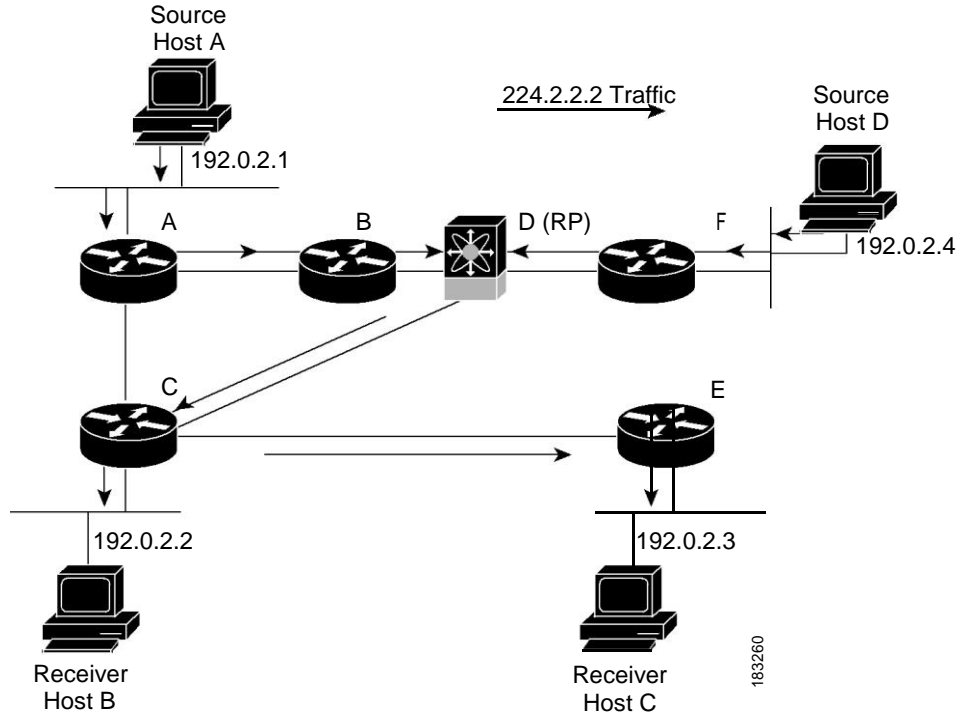 Source
Host A
224.2.2.2 Traffic
Source
Host D
192.0.2.1
A
B
D (RP)
F
192.0.2.4
C
E
192.0.2.2
192.0.2.3
Receiver
Host B
Receiver
Host C
183260